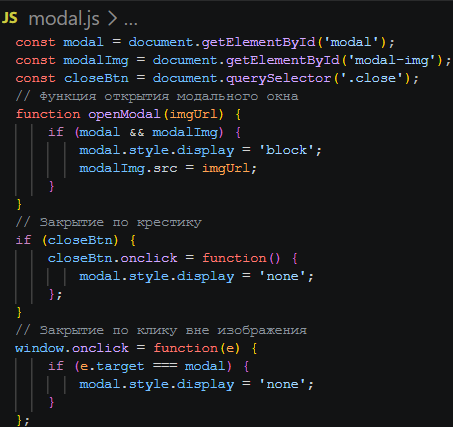 JS modal.js > ...
const modal = document.getElementById('modal');
const modalImg = document.getElementById('modal-img');
const closeBtn = document.querySelector('.close');
// Функция открытия модального окна
function openModal(imgUrl) {
    if (modal && modalImg) {
        modal.style.display = 'block';
        modalImg.src = imgUrl;
    }
}
// Закрытие по крестику
if (closeBtn) {
    closeBtn.onclick = function() {
        modal.style.display = 'none';
    };
}
// Закрытие по клику вне изображения
window.onclick = function(e) {
    if (e.target === modal) {
        modal.style.display = 'none';
    }
};